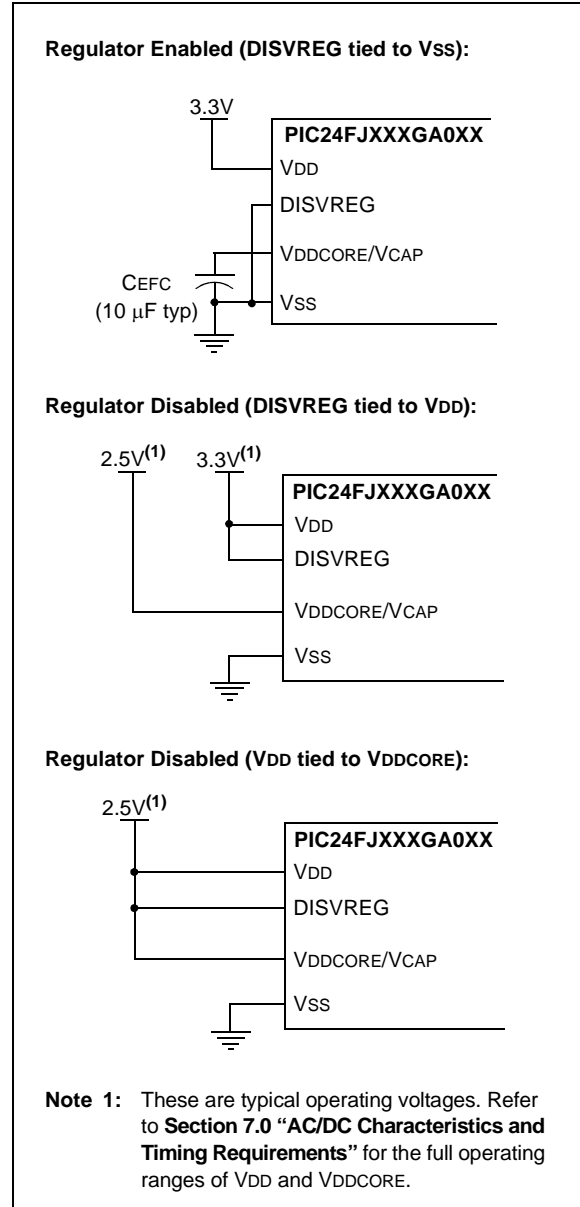 Regulator Enabled (DISVREG tied to VSS):
3.3V
PIC24FJXXXGA0XX
VDD
DISVREG
VDDCORE/VCAP
CEFC
(10 μF typ)
VSS
Regulator Disabled (DISVREG tied to VDD):
2.5V(1) 3.3V(1)
PIC24FJXXXGA0XX
VDD
DISVREG
VDDCORE/VCAP
VSS
Regulator Disabled (VDD tied to VDDCORE):
2.5V(1)
PIC24FJXXXGA0XX
VDD
DISVREG
VDDCORE/VCAP
VSS
Note 1: These are typical operating voltages. Refer
to Section 7.0 “AC/DC Characteristics and
Timing Requirements” for the full operating
ranges of VDD and VDDCORE.